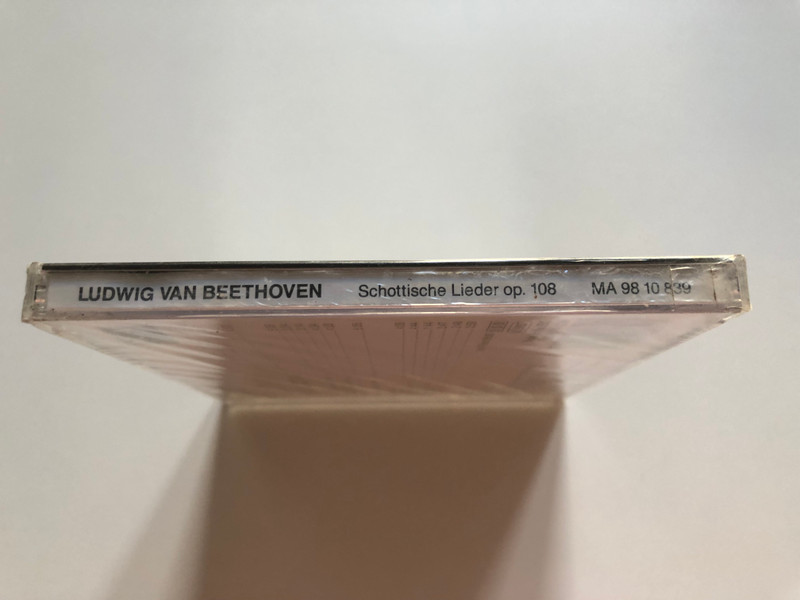 LUDWIG VAN BEETHOVEN Schottische Lieder op. 108 MA 98 10 839